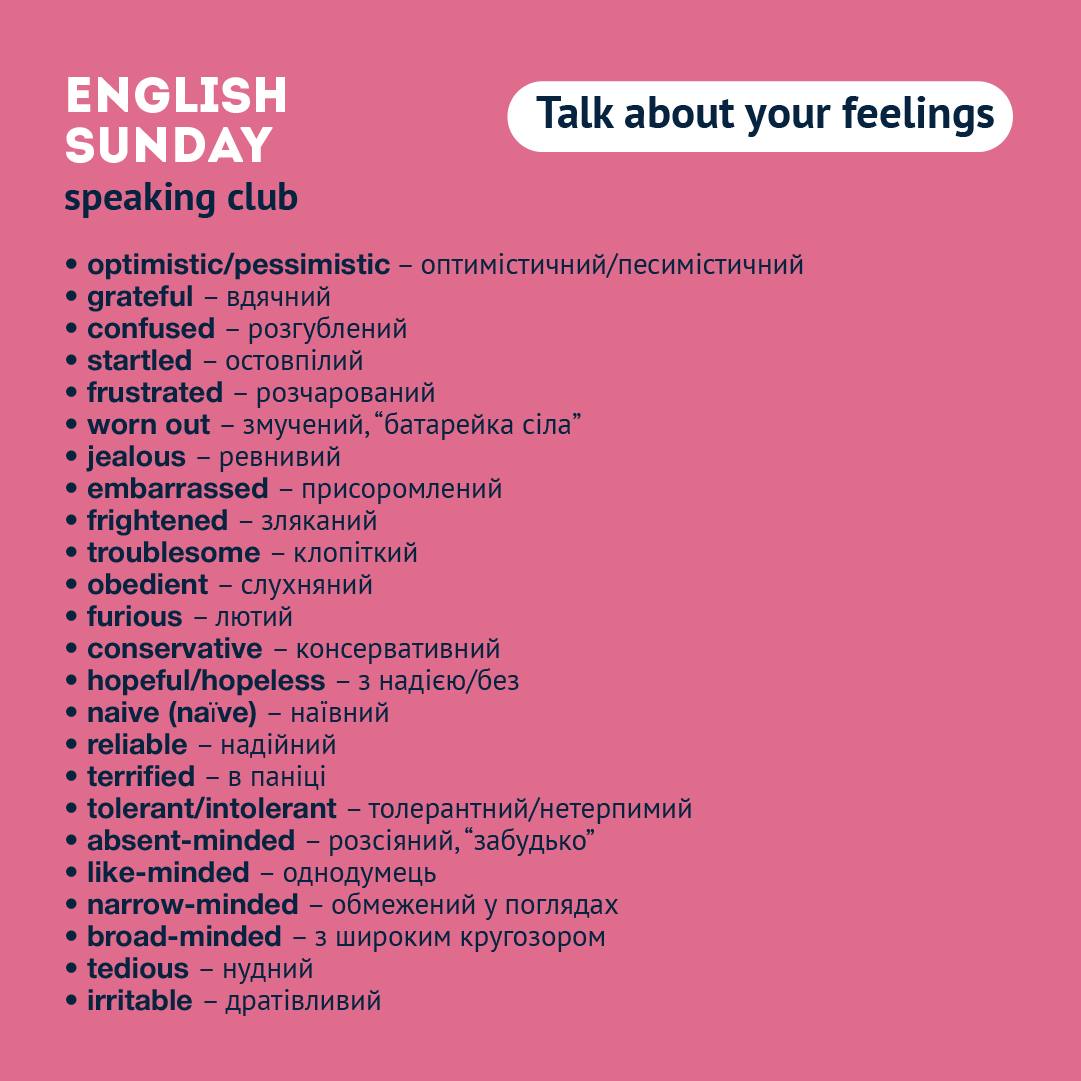 ENGLISH
SUNDAY
speaking club
Talk about your feelings
• optimistic/pessimistic – оптимістичний/песимістичний
• grateful – вдячний
• confused – розгублений
• startled – остовпілий
• frustrated – розчарований
• worn out – змучений, “батарейка сіла”
• jealous – ревнивий
• embarrassed – присоромлений
• frightened – зляканий
• troublesome – клопіткий
• obedient – слухняний
• furious – лютий
• conservative – консервативний
• hopeful/hopeless – з надією/без
• naive (naïve) – наївний
• reliable – надійний
• terrified – в паніці
• tolerant/intolerant – толерантний/нетерпимий
• absent-minded – розсіяний, “забудько”
• like-minded – однодумець
• narrow-minded – обмежений у поглядах
• broad-minded – з широким кругозором
• tedious – нудний
• irritable – дратівливий